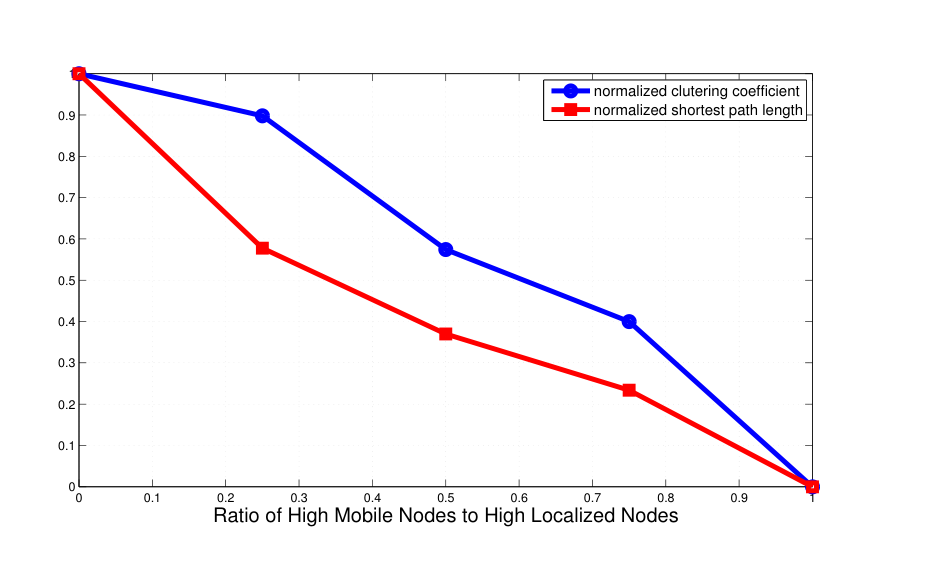 normalized clutering coefficient
normalized shortest path length
1
0.9
0.8
0.7
0.6
0.5
0.4
0.3
0.2
0.1
0
0 0.1 0.2 0.3 0.4 0.5 0.6 0.7 0.8 0.9 1
Ratio of High Mobile Nodes to High Localized Nodes